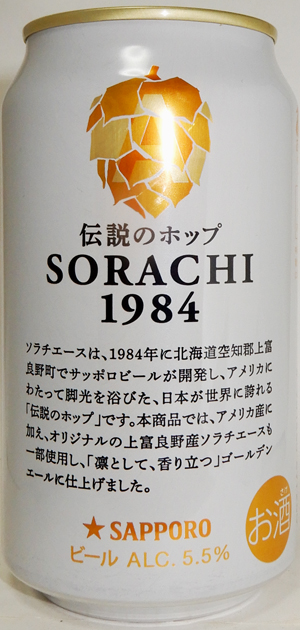 伝説のホップ
SORACHI
1984
ソラチエースは、1984年に北海道空知郡上富
良野町でサッポロビールが開発し、アメリカに
わたって脚光を浴びた、日本が世界に誇れる
「伝説のホップ」です。本商品では、アメリカ産に
加え、オリジナルの上富良野産ソラチエースも
一部使用し、「凛として、香り立つ」ゴールデン
エールに仕上げました。
さけ
お酒
★SAPPORO
ビール ALC. 5.5%